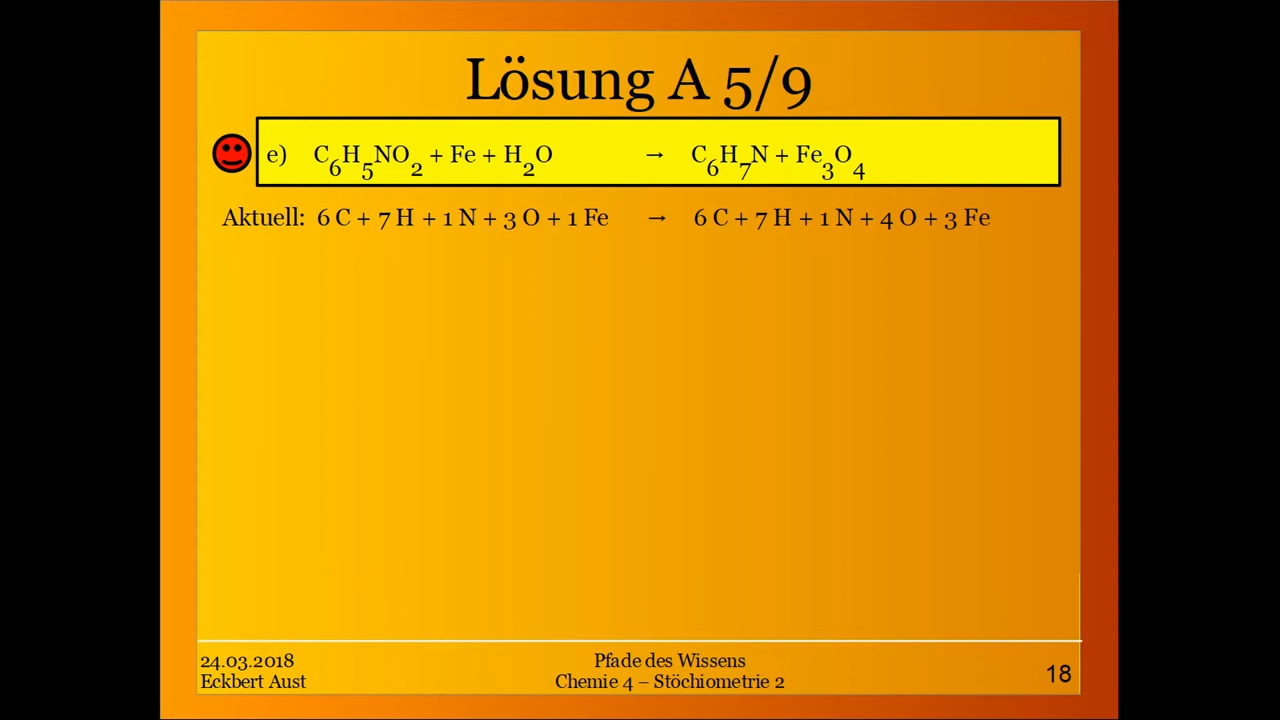 Lösung A 5/9
e) C₆H₅NO₂ + Fe + H₂O → C₆H₇N + Fe₃O₄
Aktuell: 6 C + 7 H + 1 N + 3 O + 1 Fe → 6 C + 7 H + 1 N + 4 O + 3 Fe
24.03.2018
Eckbert Aust
Pfade des Wissens
Chemie 4 – Stöchiometrie 2
18